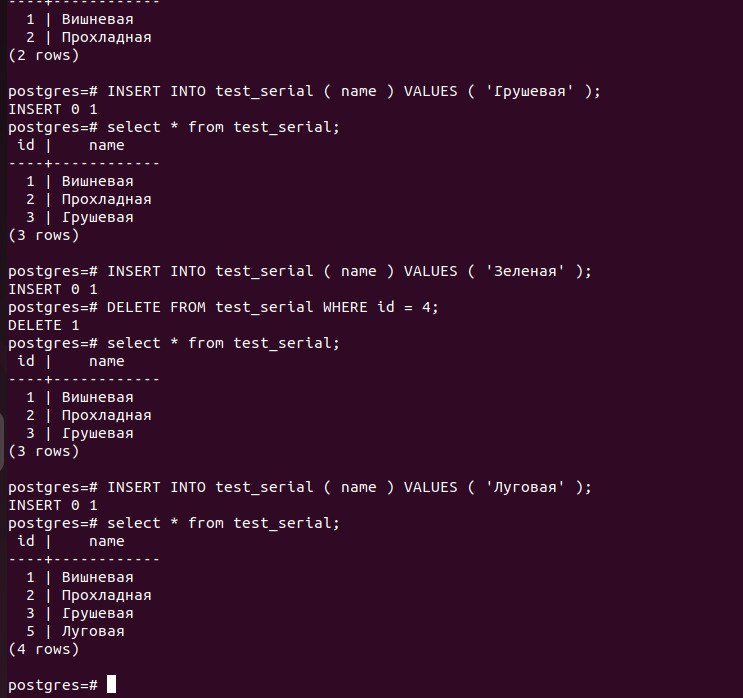 ----+------------
1 | Вишневая
2 | Прохладная
(2 rows)
postgres=# INSERT INTO test_serial ( name ) VALUES ( 'Грушевая' );
INSERT 0 1
postgres=# select * from test_serial;
id | name
----+------------
1 | Вишневая
2 | Прохладная
3 | Грушевая
(3 rows)
postgres=# INSERT INTO test_serial ( name ) VALUES ( 'Зеленая' );
INSERT 0 1
postgres=# DELETE FROM test_serial WHERE id = 4;
DELETE 1
postgres=# select * from test_serial;
id | name
----+------------
1 | Вишневая
2 | Прохладная
3 | Грушевая
(3 rows)
postgres=# INSERT INTO test_serial ( name ) VALUES ( 'Луговая' );
INSERT 0 1
postgres=# select * from test_serial;
id | name
----+------------
1 | Вишневая
2 | Прохладная
3 | Грушевая
5 | Луговая
(4 rows)
postgres=#